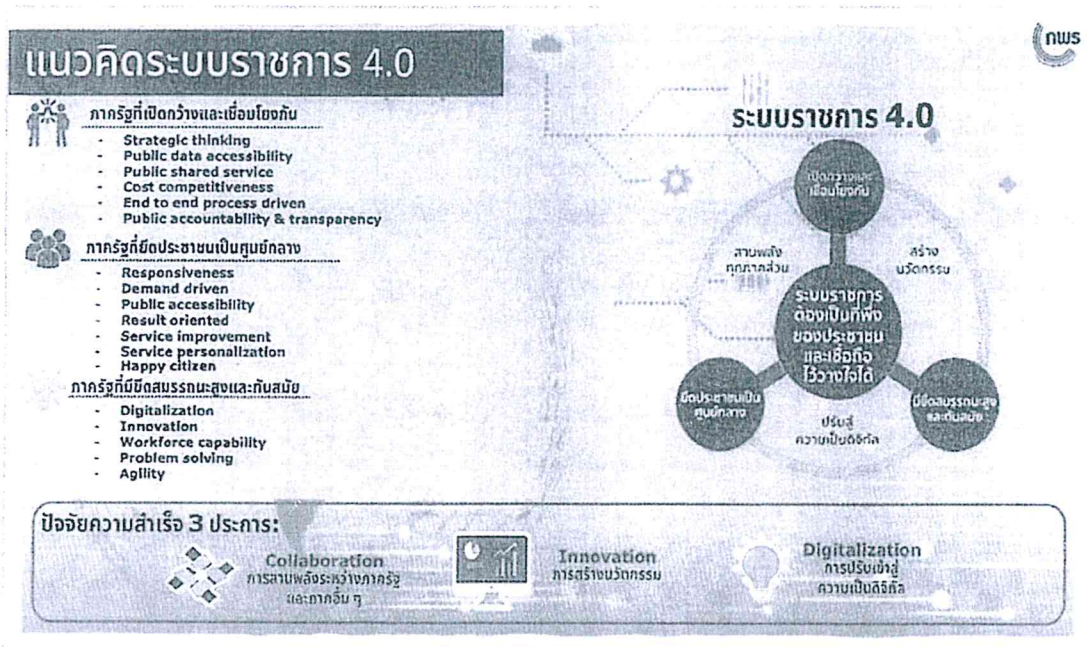 แนวคิดระบบราชการ 4.0
ภาครัฐที่เปิดกว้างและเชื่อมโยงกัน
- Strategic thinking
- Public data accessibility
- Public shared service
- Cost competitiveness
- End to end process driven
- Public accountability & transparency
ภาครัฐที่ยึดประชาชนเป็นศูนย์กลาง
- Responsiveness
- Demand driven
- Public accessibility
- Result oriented
- Service improvement
- Service personalization
- Happy citizen
ภาครัฐที่มีขีดสมรรถนะสูงและทันสมัย
- Digitalization
- Innovation
- Workforce capability
- Problem solving
- Agility
กพร
ระบบราชการ 4.0
เปิดกว้างและ
เชื่อมโยงกัน
สานพลัง
ทุกภาคส่วน
สร้าง
นวัตกรรม
ระบบราชการ
ต้องเป็นที่พึ่ง
ของประชาชน
และเชื่อถือ
ไว้วางใจได้
ยึดประชาชนเป็น
ศูนย์กลาง
มีขีดสมรรถนะสูง
และทันสมัย
ปรับสู่
ความเป็นดิจิทัล
ปัจจัยความสำเร็จ 3 ประการ:
Collaboration
การสานพลังระหว่างภาครัฐ
และภาคอื่น ๆ
Innovation
การสร้างนวัตกรรม
Digitalization
การปรับเข้าสู่
ความเป็นดิจิทัล